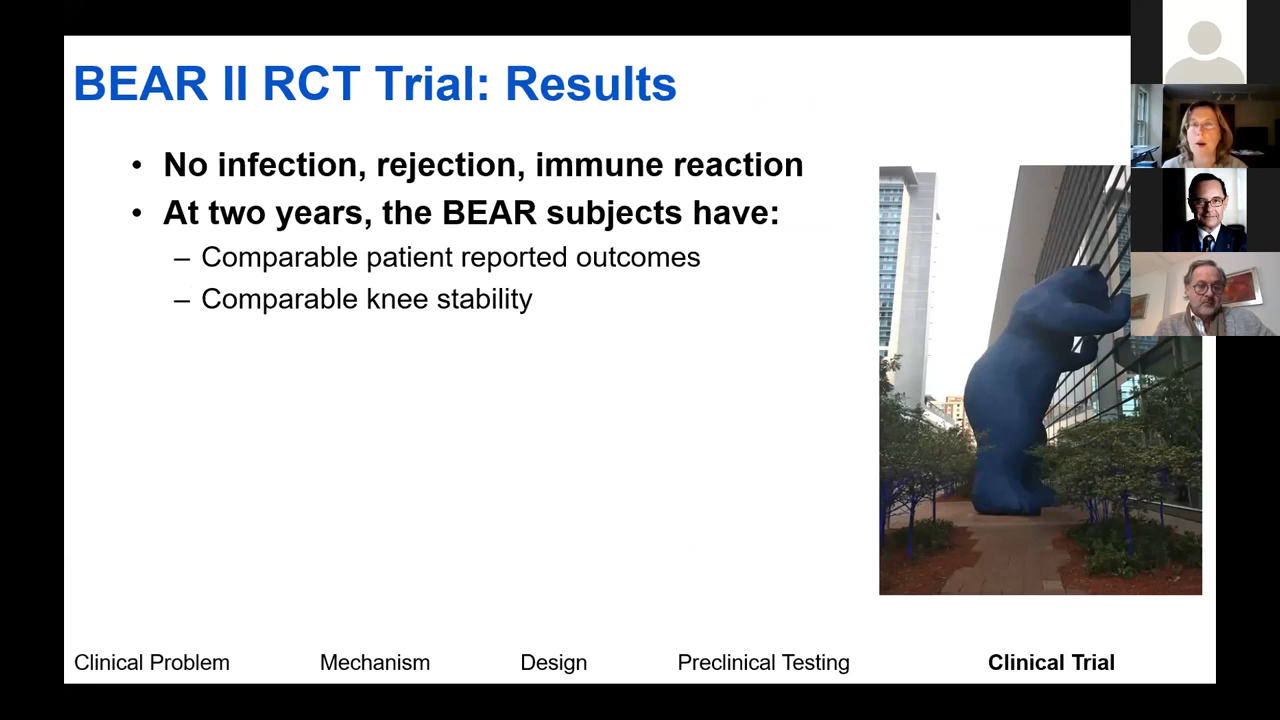 BEAR II RCT Trial: Results
• No infection, rejection, immune reaction
• At two years, the BEAR subjects have:
– Comparable patient reported outcomes
– Comparable knee stability
Clinical Problem Mechanism Design Preclinical Testing Clinical Trial